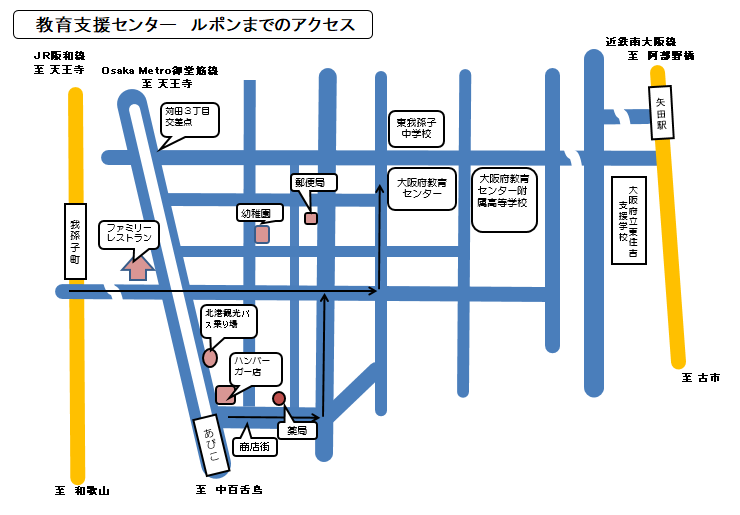 教育支援センター　ルポンまでのアクセス
JR阪和線
至 天王寺
Osaka Metro御堂筋線
至 天王寺
近鉄南大阪線
至 阿部野橋
苅田３丁目
交差点
東我孫子
中学校
矢田駅
郵便局
大阪府教育
センター
大阪府教育
センター附
属高等学校
大阪府立東住吉
支援学校
幼稚園
我孫子町
ファミリー
レストラン
北港観光バ
ス乗り場
ハンバー
ガー店
至 古市
あびこ
薬局
商店街
至 和歌山
至 中百舌鳥